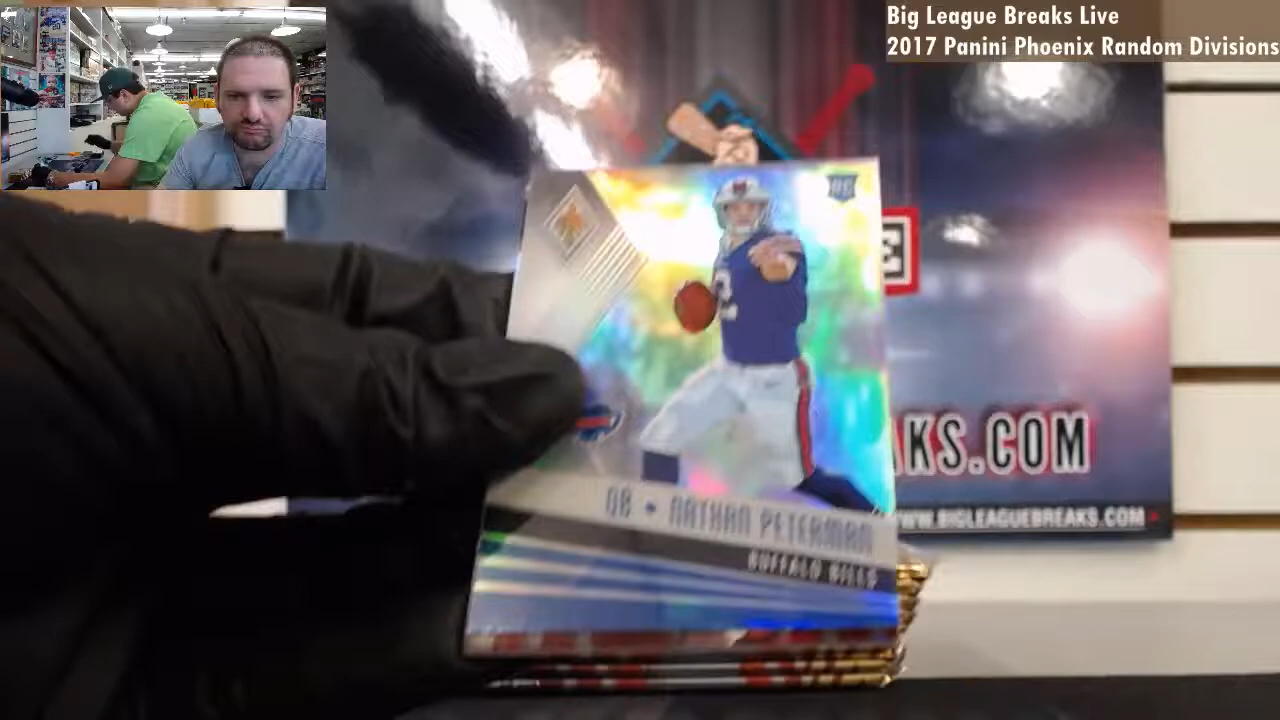 Big League Breaks Live
2017 Panini Phoenix Random Divisions
RC
E
AKS.COM
WWW.BIGLEAGUEBREAKS.COM
2
QB • NATHAN PETERMAN
BUFFALO BILLS